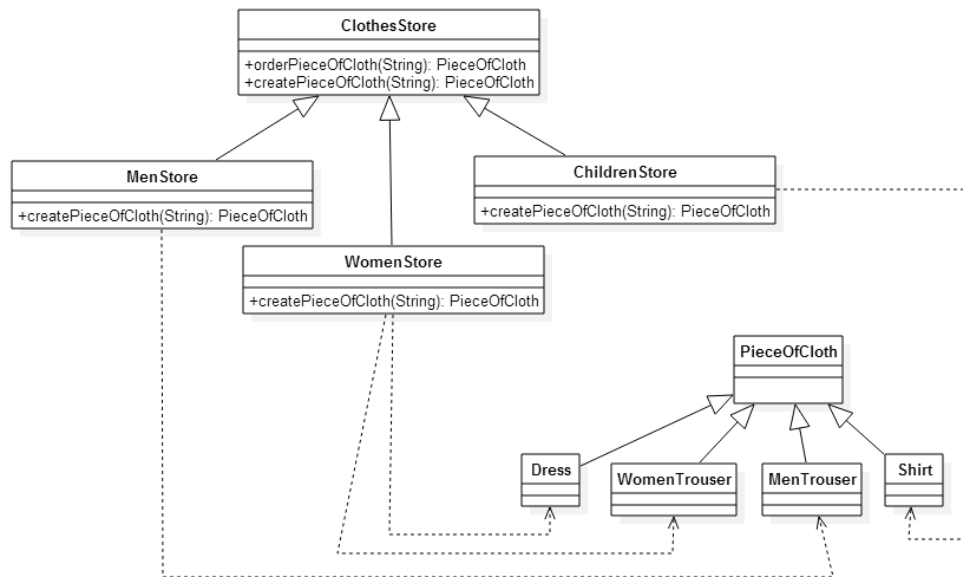 ClothesStore
+orderPieceOfCloth(String): PieceOfCloth
+createPieceOfCloth(String): PieceOfCloth
MenStore
+createPieceOfCloth(String): PieceOfCloth
ChildrenStore
+createPieceOfCloth(String): PieceOfCloth
WomenStore
+createPieceOfCloth(String): PieceOfCloth
PieceOfCloth
Dress
WomenTrouser
MenTrouser
Shirt